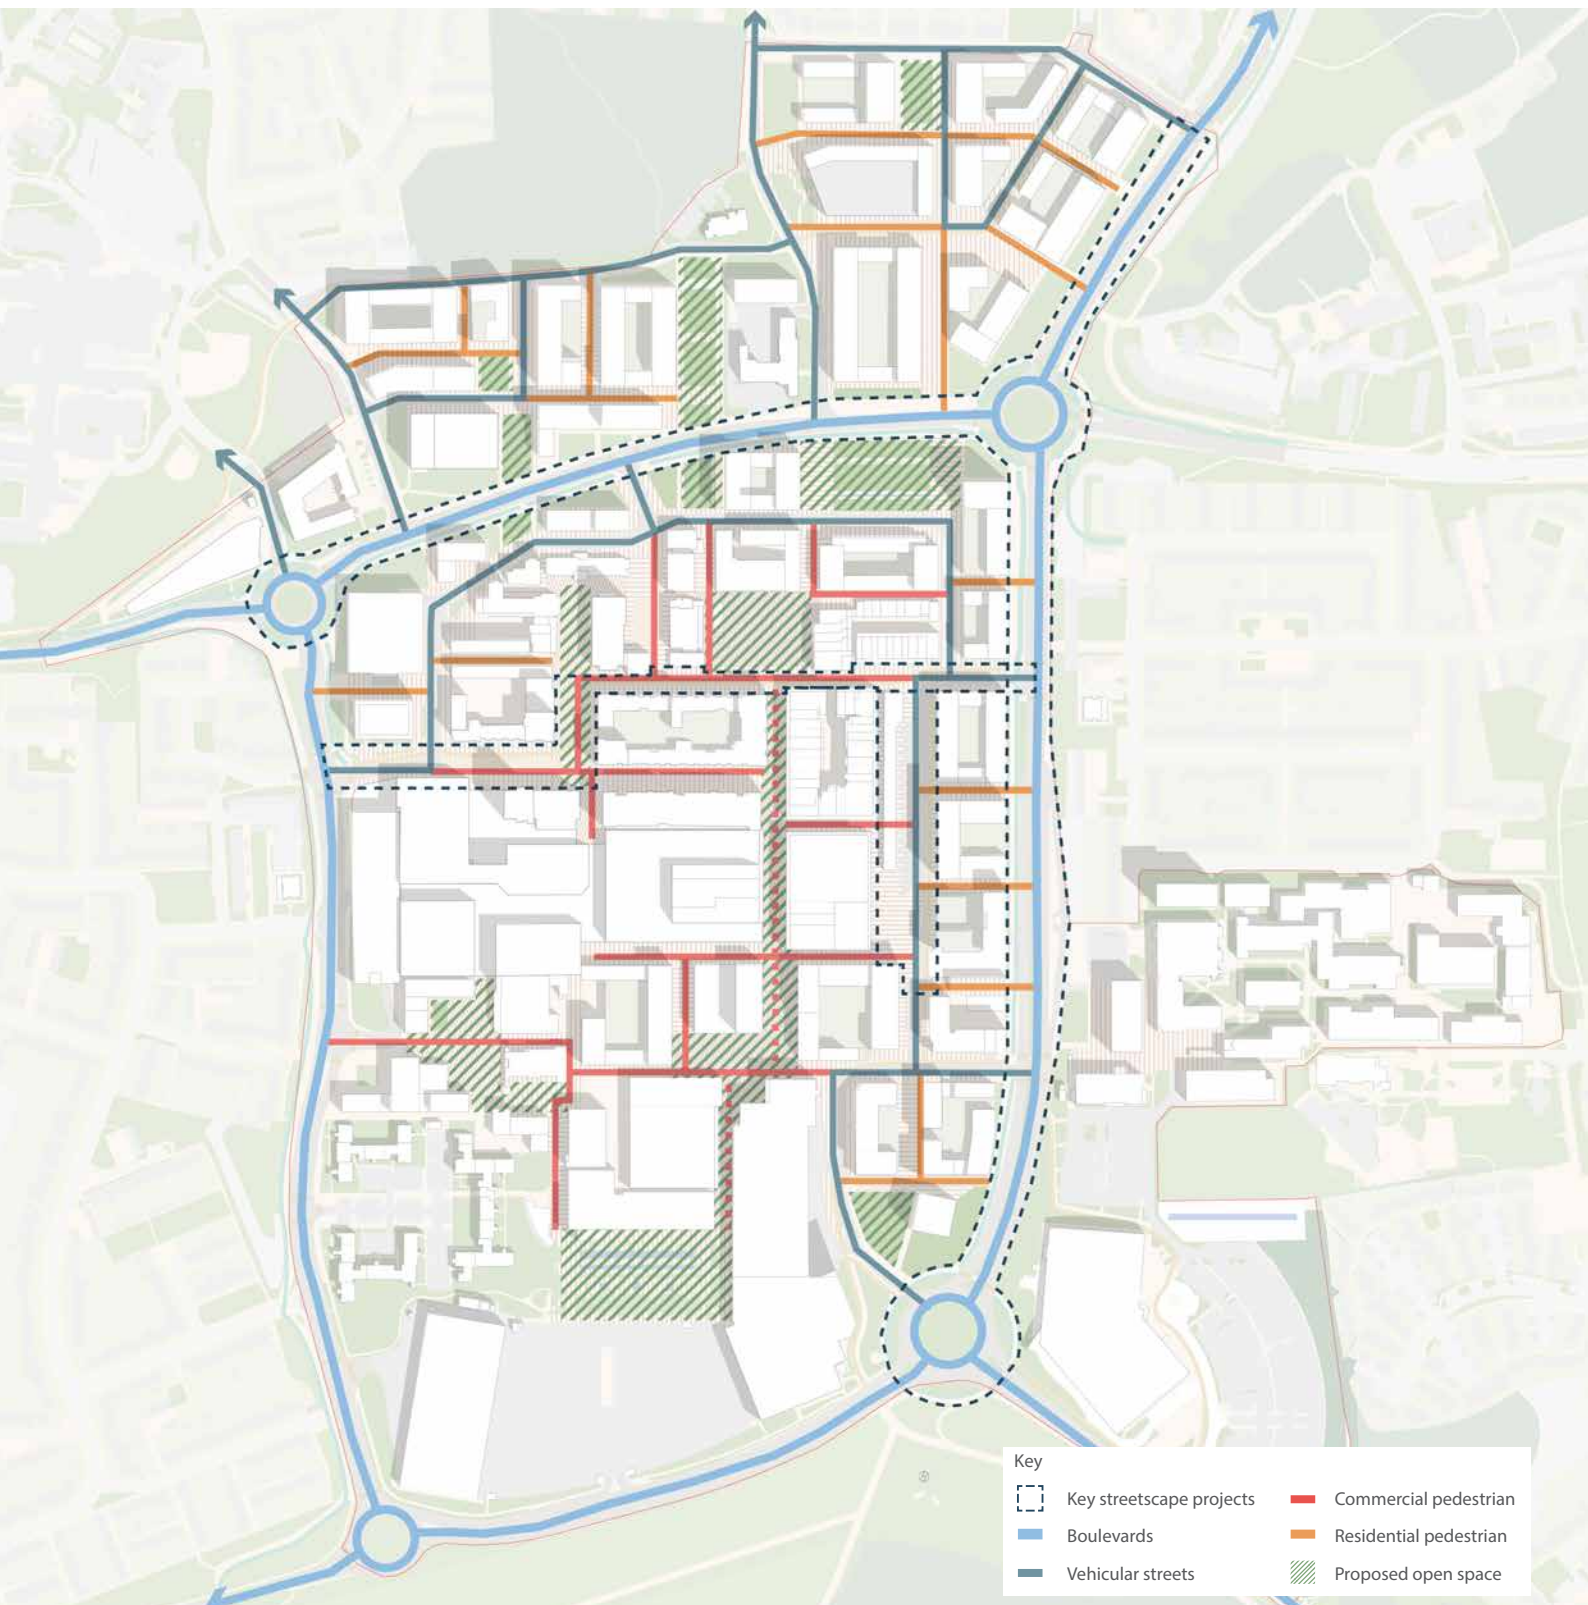 Key
Key streetscape projects
Boulevards
Vehicular streets
Commercial pedestrian
Residential pedestrian
Proposed open space